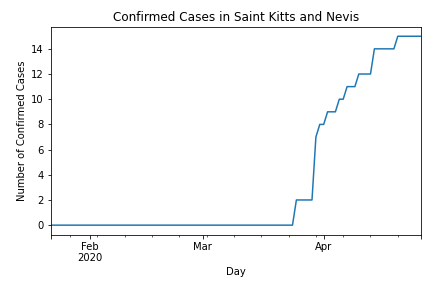 Confirmed Cases in Saint Kitts and Nevis
Number of Confirmed Cases
14
12
10
8
6
4
2
0
Feb
2020
Mar
Apr
Day